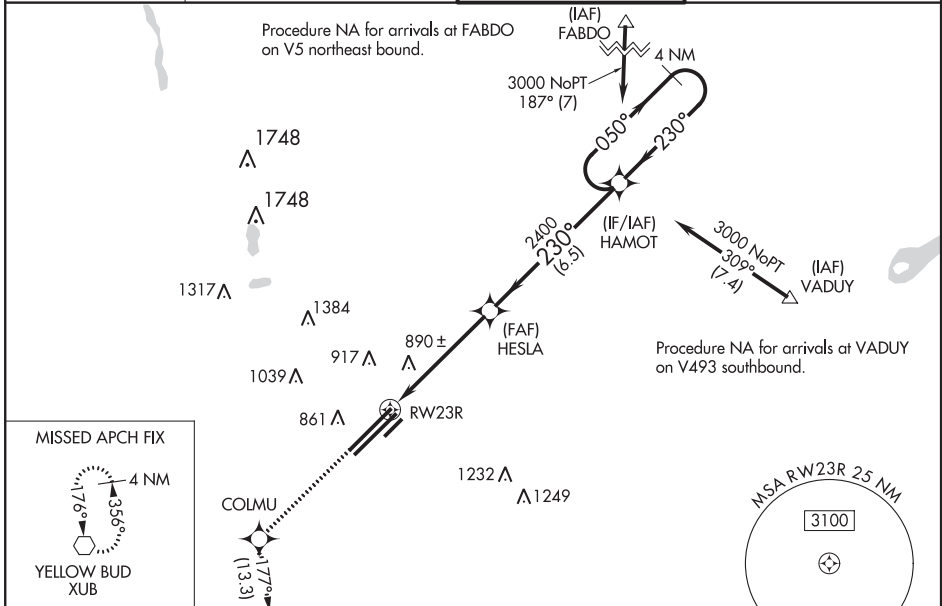 Procedure NA for arrivals at FABDO
on V5 northeast bound.
(IAF)
FABDO
4 NM
3000 NoPT
187° (7)
050°
230°
1748
1748
(IF/IAF)
HAMOT
2400
230°
(6.5)
3000 NoPT
309°
(7.4)
(IAF)
VADUY
1317
1384
(FAF)
HESLA
890 ±
917
1039
Procedure NA for arrivals at VADUY
on V493 southbound.
861
RW23R
MISSED APCH FIX
4 NM
176°
356°
YELLOW BUD
XUB
1232
1249
COLMU
177°
(13.3)
MSA RW23R 25 NM
3100